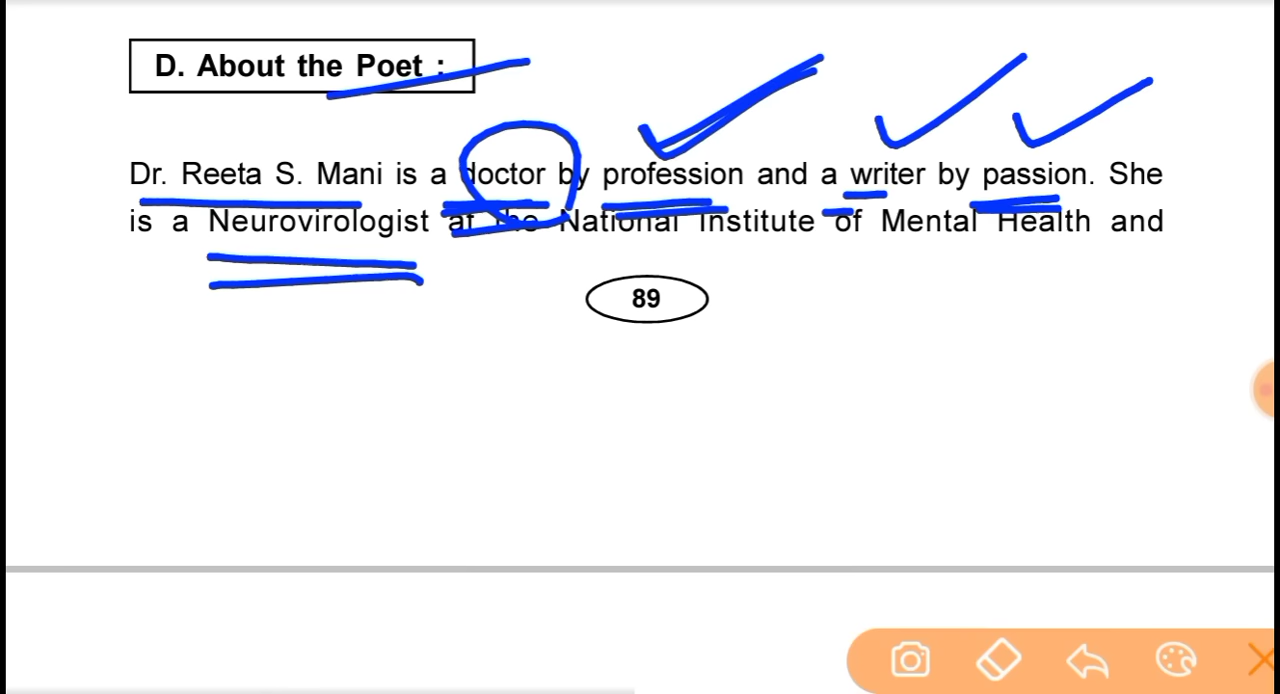 D. About the Poet :
Dr. Reeta S. Mani is a doctor by profession and a writer by passion. She
is a Neurovirologist at the National Institute of Mental Health and
89